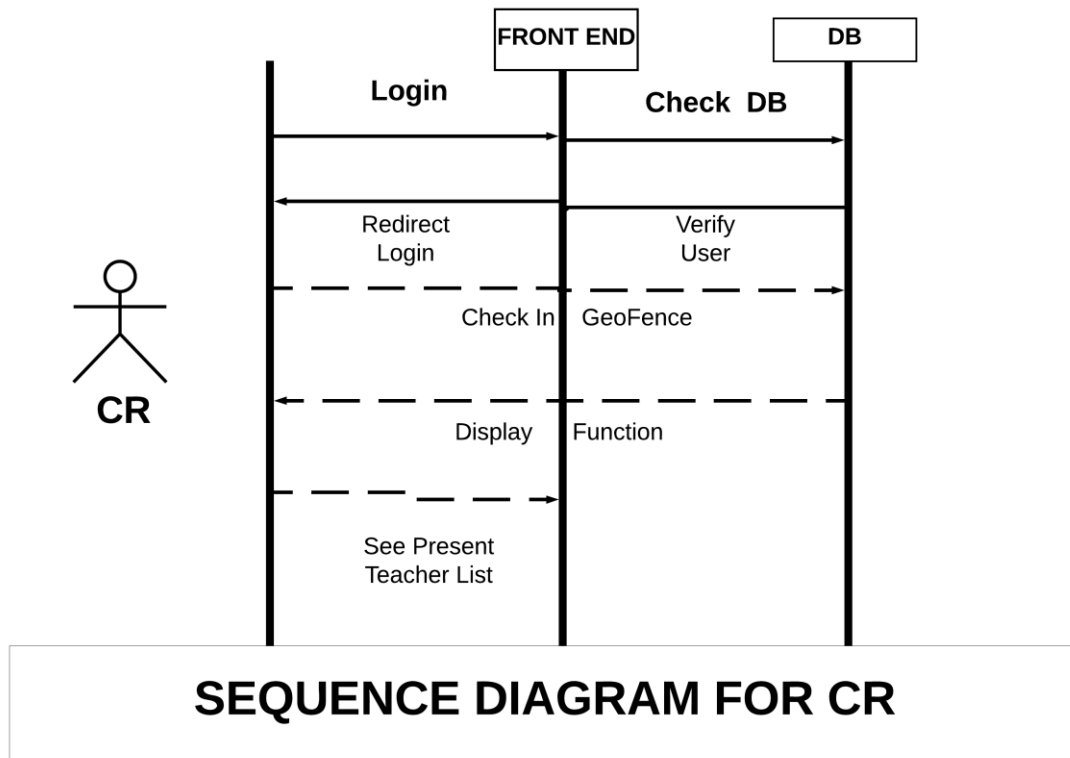 FRONT END
DB
Login
Check DB
Redirect
Login
Verify
User
Check In
GeoFence
CR
Display
Function
See Present
Teacher List
SEQUENCE DIAGRAM FOR CR